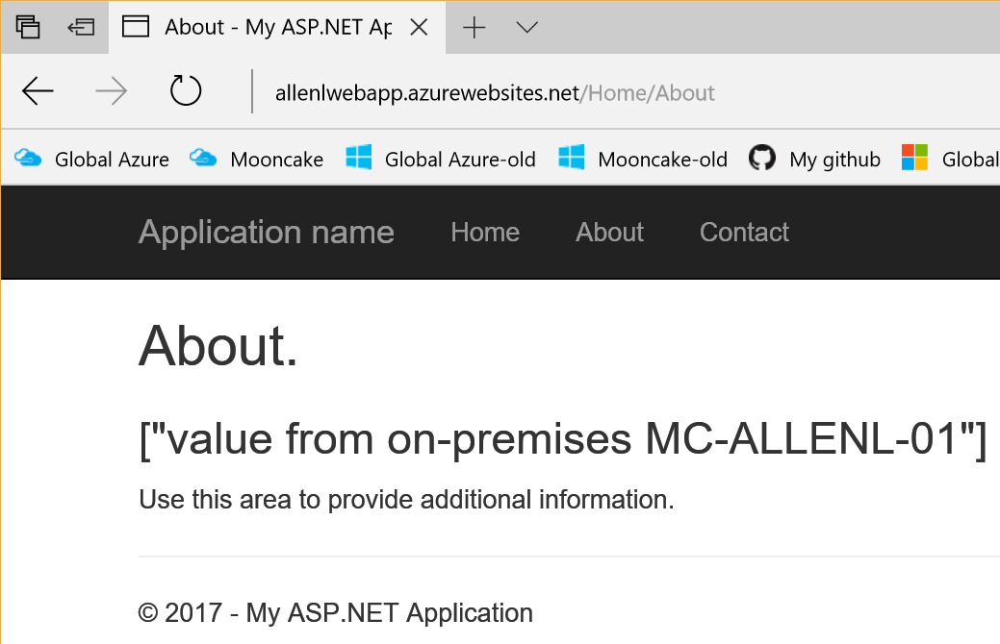 About - My ASP.NET Ap
allenlwebapp.azurewebsites.net/Home/About
Global Azure Mooncake Global Azure-old Mooncake-old My github Global
Application name Home About Contact
About.
["value from on-premises MC-ALLENL-01"]
Use this area to provide additional information.
© 2017 - My ASP.NET Application